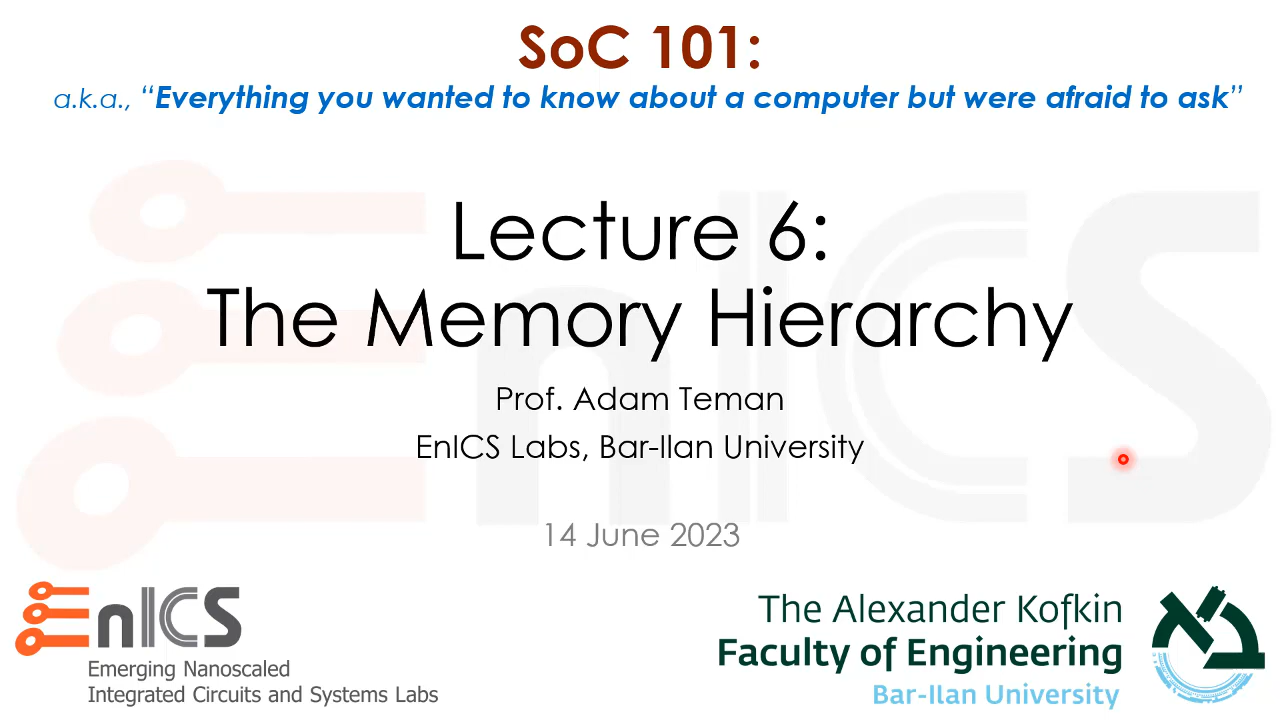 SoC 101:
a.k.a., “Everything you wanted to know about a computer but were afraid to ask”
Lecture 6:
The Memory Hierarchy
Prof. Adam Teman
EnICS Labs, Bar-Ilan University
14 June 2023
EnICS
Emerging Nanoscaled
Integrated Circuits and Systems Labs
The Alexander Kofkin
Faculty of Engineering
Bar-Ilan University